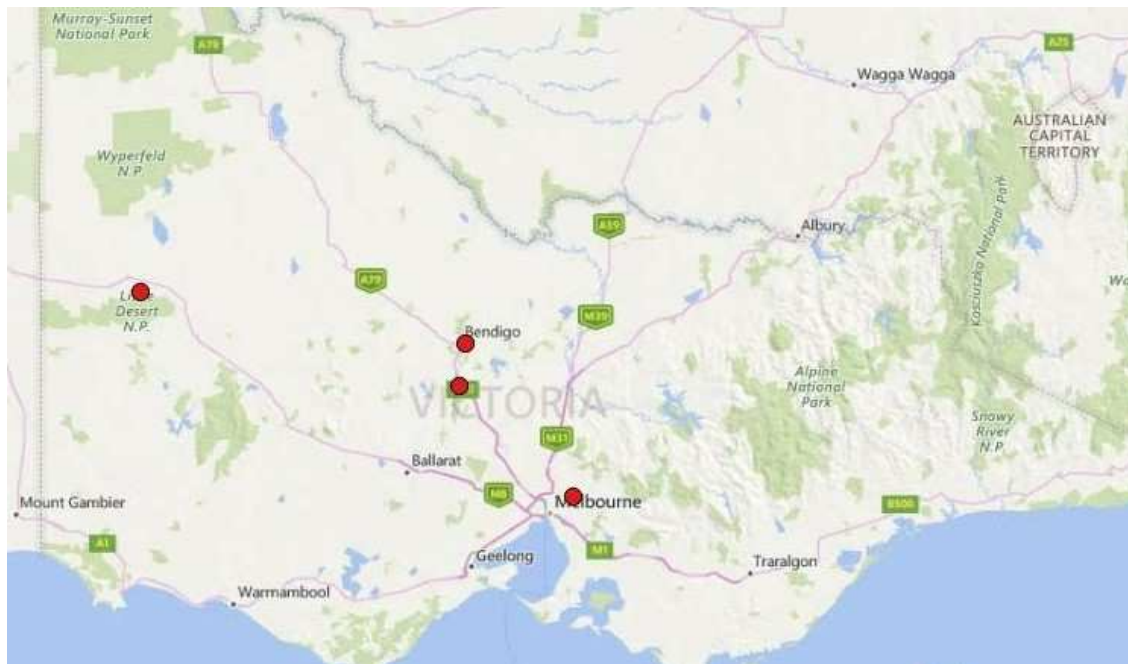 Murray-Sunset
National Park
A79
A25
Wagga Wagga
AUSTRALIAN
CAPITAL
TERRITORY
Wyperfeld
N.P.
Kosciuszko National Park
A39
Albury
A79
Desert
N.P.
M39
Bendigo
Alpine
National
Park
VICTORIA
Snowy
River
N.P
M31
Ballarat
M8
Mount Gambier
Melbourne
B500
A1
M1
Geelong
Traralgon
Warrnambool